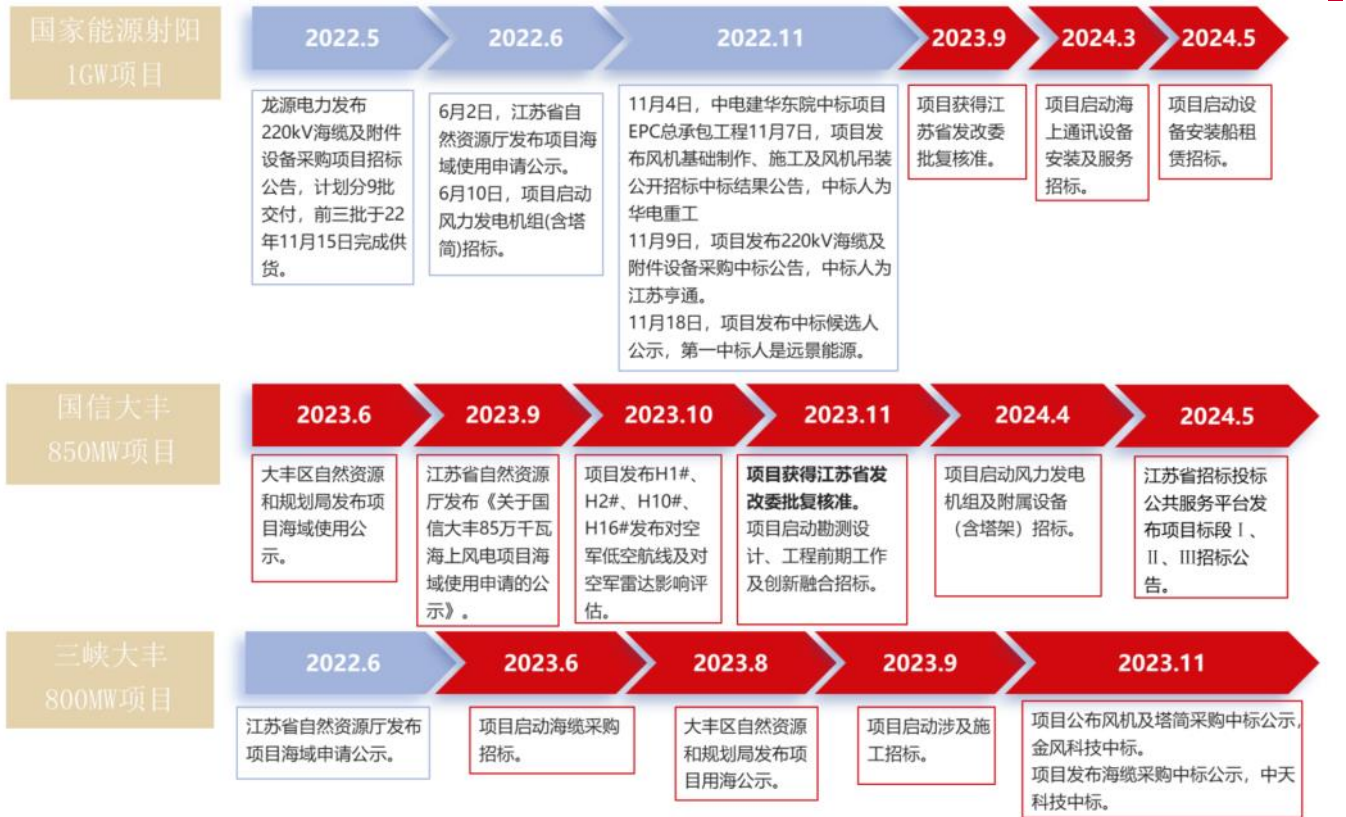 国家能源射阳
1GW项目
2022.5
2022.6
2022.11
2023.9
2024.3
2024.5
龙源电力发布
220kV海缆及附件
设备采购项目招标
公告，计划分9批
交付，前三批于22
年11月15日完成供
货。
6月2日，江苏省自
然资源厅发布项目海
域使用申请公示。
6月10日，项目启动
风力发电机组(含塔
简)招标。
11月4日，中电建华东院中标项目
EPC总承包工程11月7日，项目发
布风机基础制作、施工及风机吊装
公开招标中标结果公告，中标人为
华电重工
11月9日，项目发布220kV海缆及
附件设备采购中标公告，中标人为
江苏亨通。
11月18日，项目发布中标候选人
公示，第一中标人是远景能源。
项目获得江
苏省发改委
批复核准。
项目启动海
上通讯设备
安装及服务
招标。
项目启动设
备安装船租
赁招标。
国信大丰
850MW项目
2023.6
2023.9
2023.10
2023.11
2024.4
2024.5
大丰区自然资源
和规划局发布项
目海域使用公
示。
江苏省自然资源
厅发布《关于国
信大丰85万千瓦
海上风电项目海
域使用申请的公
示》。
项目发布H1#、
H2#、H10#、
H16#发布对空
军低空航线及对
空军雷达影响评
估。
项目获得江苏省发
改委批复核准。
项目启动勘测设
计、工程前期工作
及创新融合招标。
项目启动风力发电
机组及附属设备
（含塔架）招标。
江苏省招标投标
公共服务平台发
布项目标段Ⅰ、
Ⅱ、III招标公
告。
三峡大丰
800MW项目
2022.6
2023.6
2023.8
2023.9
2023.11
江苏省自然资源厅发布
项目海域申请公示。
项目启动海缆采购
招标。
大丰区自然资源
和规划局发布项
目用海公示。
项目启动涉及施
工招标。
项目公布风机及塔简采购中标公示，
金风科技中标。
项目发布海缆采购中标公示，中天
科技中标。